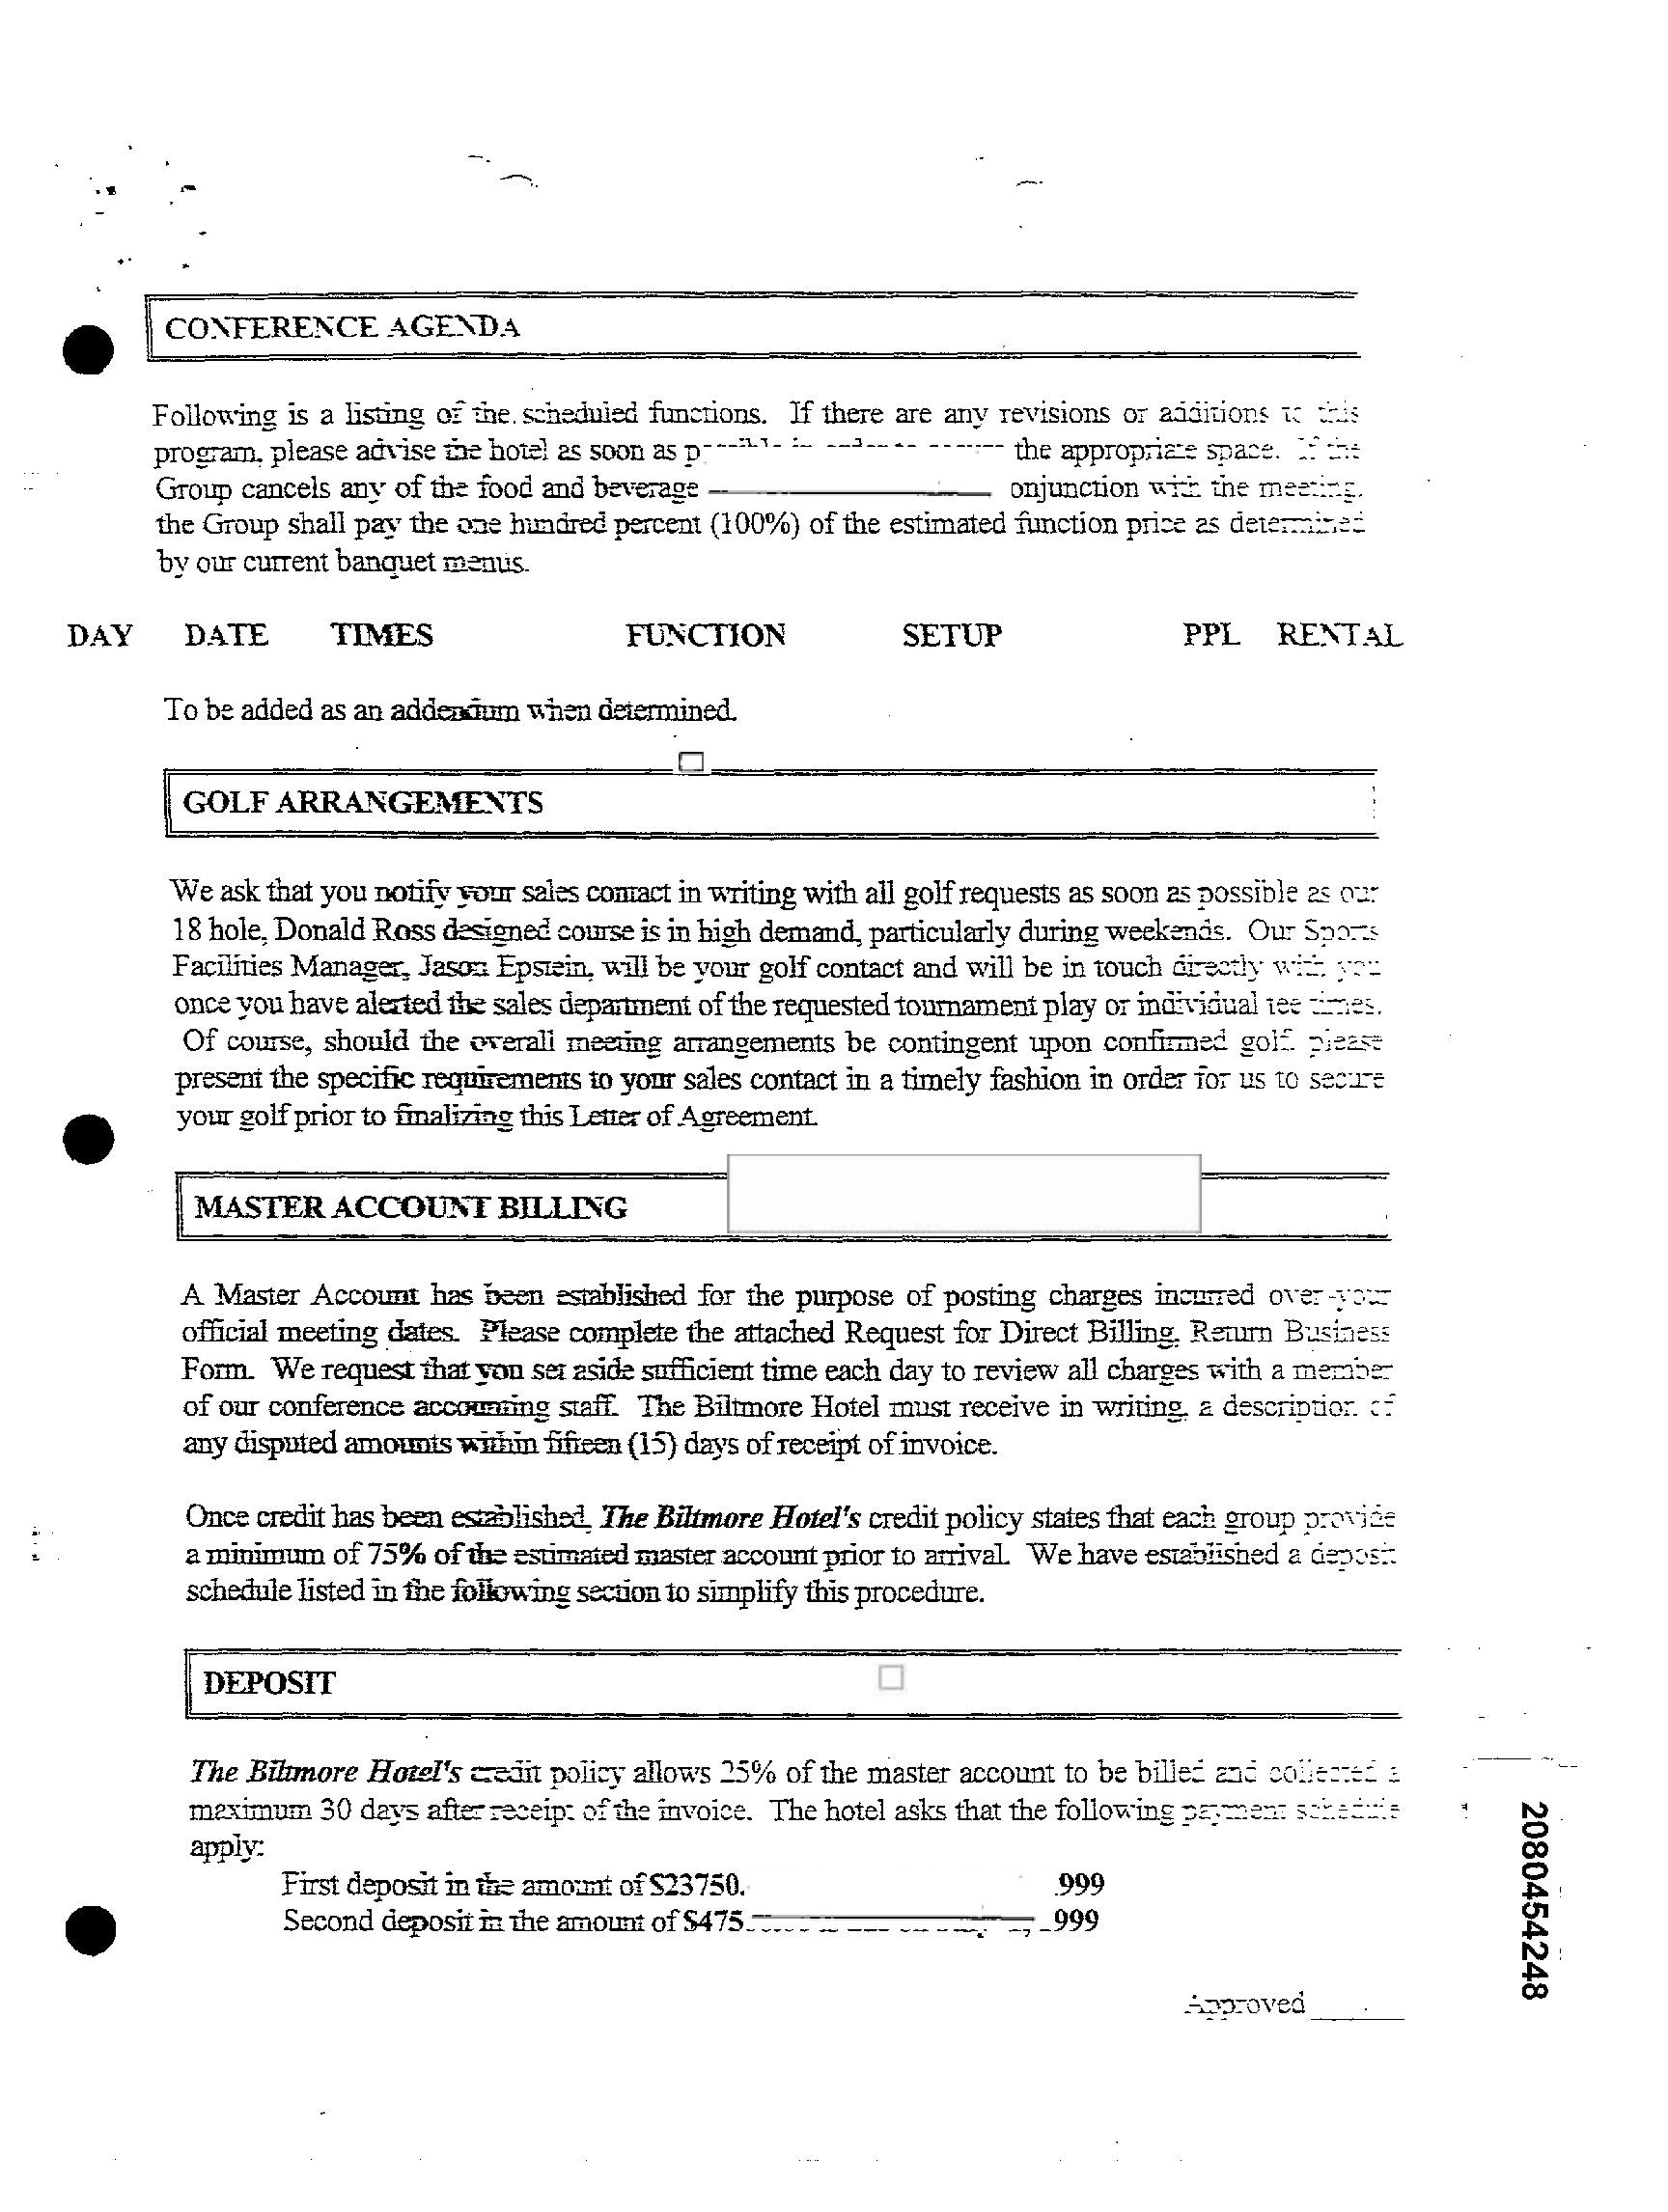 CONFERENCE AGENDA
Following is a listing of the scheduled functions. If there are any revisions or additions to this
program, please advise the hotel as soon as the appropriate space. If the
Group cancels any of the food and beverage onjunction with the meeting,
the Group shall pay the one hundred percent (100%) of the estimated function price as determined
by our current banquet menus.
DAY DATE TIMES FUNCTION SETUP PPL RENTAL
To be added as an addendum when determined.
GOLF ARRANGEMENTS
We ask that you notify your sales contact in writing with all golf requests as soon as possible as our
18 hole, Donald Ross designed course is in high demand, particularly during weekends. Our Sports
Facilities Manager, Jason Epstein, will be your golf contact and will be in touch directly with you
once you have alerted the sales department of the requested tournament play or individual tee times.
Of course, should the overall meeting arrangements be contingent upon confirmed golf, please
present the specific requirements to your sales contact in a timely fashion in order for us to secure
your golf prior to finalizing this Letter of Agreement.
MASTER ACCOUNT BILLING
A Master Account has been established for the purpose of posting charges incurred over your
official meeting dates. Please complete the attached Request for Direct Billing, Return Business
Form. We request that you set aside sufficient time each day to review all charges with a member
of our conference accounting staff. The Biltmore Hotel must receive in writing, a description of
any disputed amounts within fifteen (15) days of receipt of invoice.
Once credit has been established, The Biltmore Hotel's credit policy states that each group provide
a minimum of 75% of the estimated master account prior to arrival. We have established a deposit
schedule listed in the following section to simplify this procedure.
DEPOSIT
The Biltmore Hotel's credit policy allows 25% of the master account to be billed and collected a
maximum 30 days after receipt of the invoice. The hotel asks that the following payment schedule
apply:
First deposit in the amount of $23750. 999
Second deposit in the amount of $475 999
Approved
2080454248